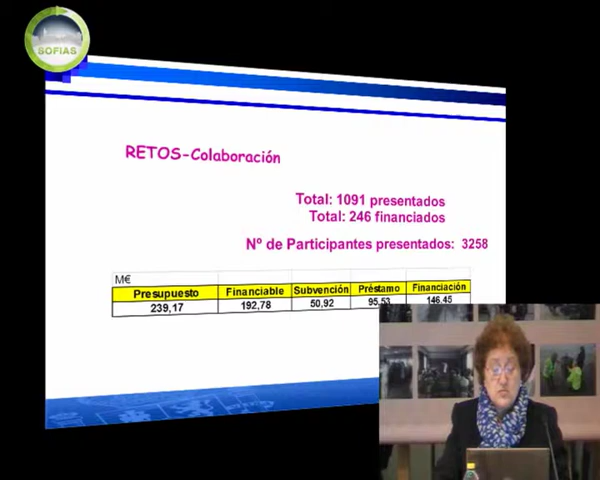 SOFIAS
RETOS-Colaboración
Total: 1091 presentados
Total: 246 financiados
Nº de Participantes presentados: 3258
M€
Presupuesto Financiable Subvención Préstamo Financiación
239,17 192,78 50,92 95,53 146,45